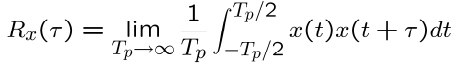 $R_x(\tau) = \lim_{T_p \to \infty} \frac{1}{T_p} \int_{-T_p/2}^{T_p/2} x(t)x(t+\tau)dt$